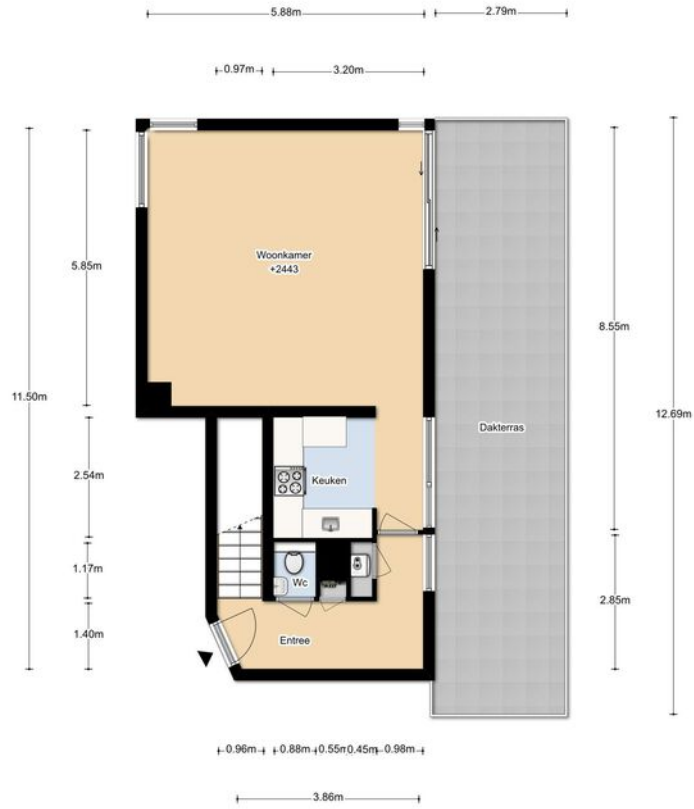 5.88m
2.79m
0.97m
3.20m
5.85m
Woonkamer
+2443
8.55m
11.50m
12.69m
Dakterras
2.54m
Keuken
1.17m
Wc
2.85m
1.40m
Entree
0.96m
0.88m
0.55m
0.45m
0.98m
3.86m